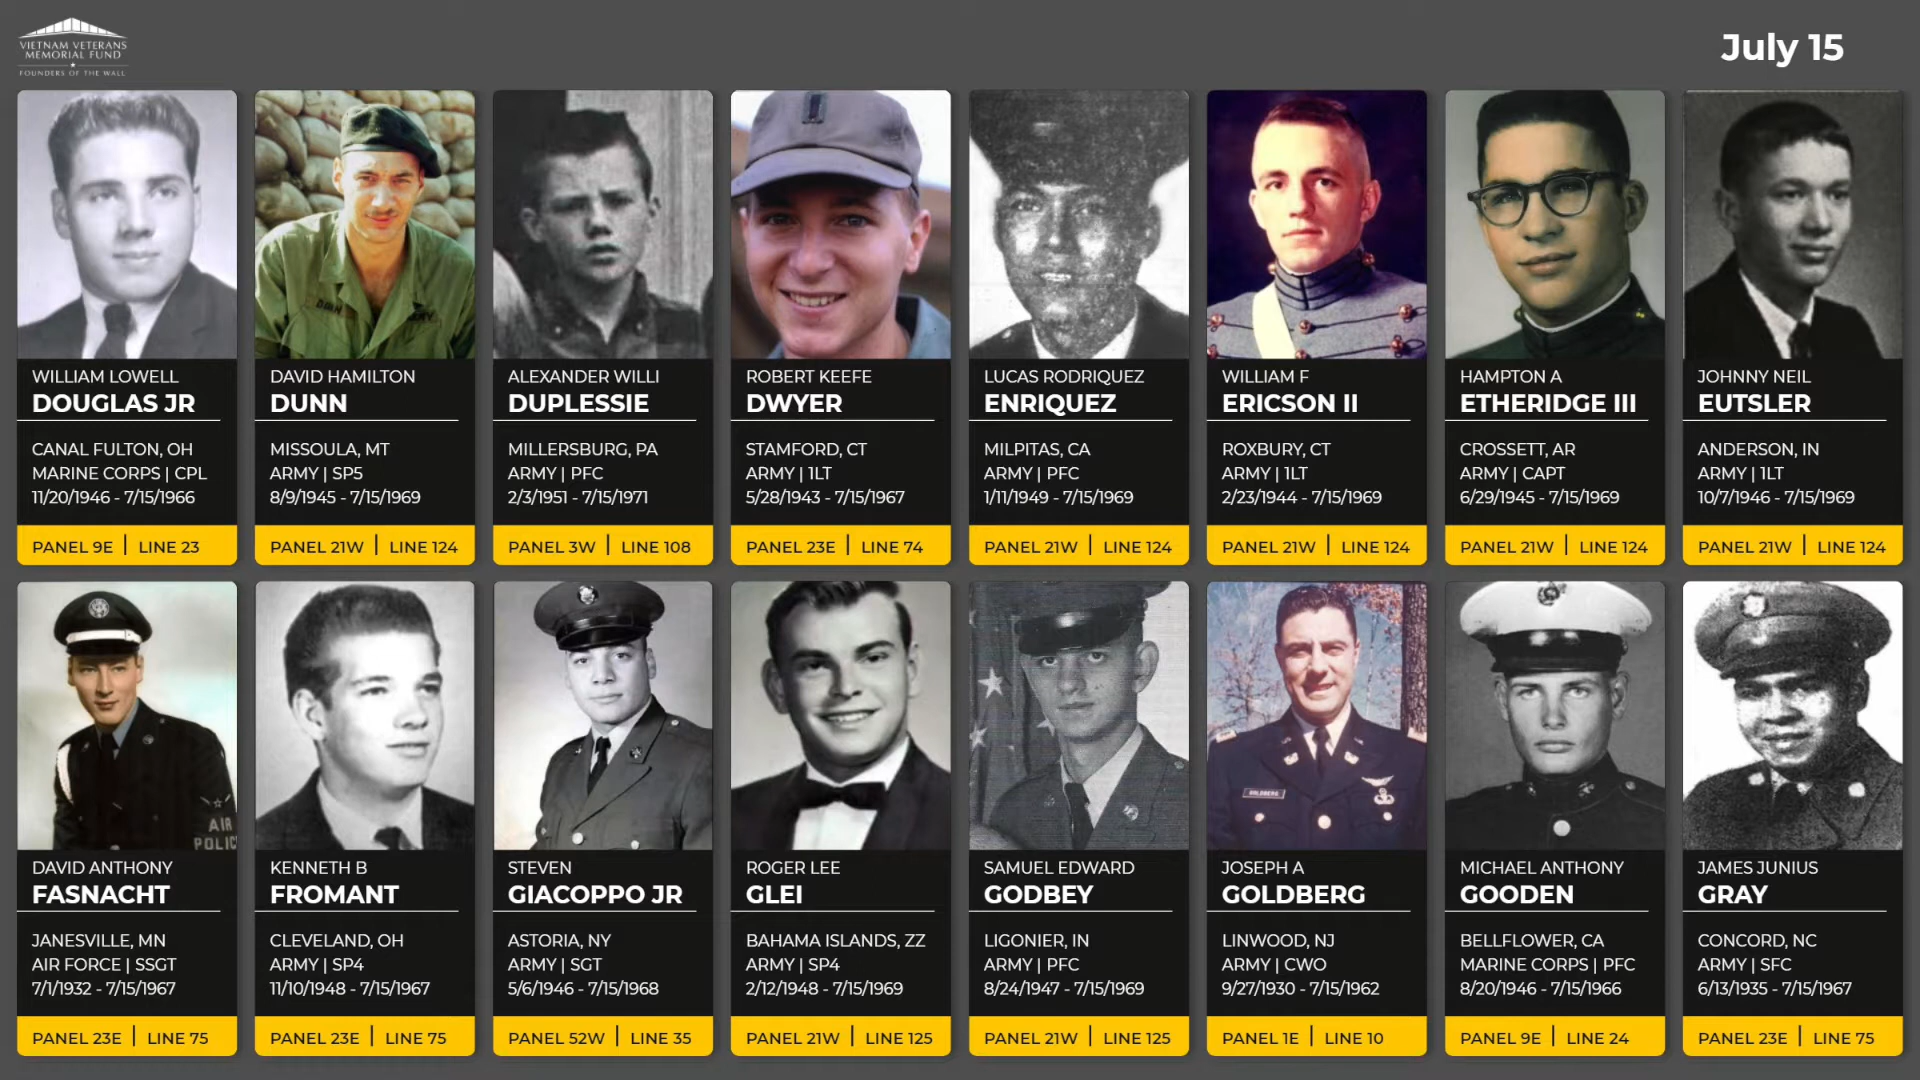 VIETNAM VETERANS
MEMORIAL FUND
FOUNDERS OF THE WALL
July 15
WILLIAM LOWELL
DOUGLAS JR
CANAL FULTON, OH
MARINE CORPS | CPL
11/20/1946 - 7/15/1966
PANEL 9E | LINE 23
DAVID HAMILTON
DUNN
MISSOULA, MT
ARMY | SP5
8/9/1945 - 7/15/1969
PANEL 21W | LINE 124
ALEXANDER WILLI
DUPLESSIE
MILLERSBURG, PA
ARMY | PFC
2/3/1951 - 7/15/1971
PANEL 3W | LINE 108
ROBERT KEEFE
DWYER
STAMFORD, CT
ARMY | 1LT
5/28/1943 - 7/15/1967
PANEL 23E | LINE 74
LUCAS RODRIQUEZ
ENRIQUEZ
MILPITAS, CA
ARMY | PFC
1/11/1949 - 7/15/1969
PANEL 21W | LINE 124
WILLIAM F
ERICSON II
ROXBURY, CT
ARMY | 1LT
2/23/1944 - 7/15/1969
PANEL 21W | LINE 124
HAMPTON A
ETHERIDGE III
CROSSETT, AR
ARMY | CAPT
6/29/1945 - 7/15/1969
PANEL 21W | LINE 124
JOHNNY NEIL
EUTSLER
ANDERSON, IN
ARMY | 1LT
10/7/1946 - 7/15/1969
PANEL 21W | LINE 124
AIR
POLIC
DAVID ANTHONY
FASNACHT
JANESVILLE, MN
AIR FORCE | SSGT
7/1/1932 - 7/15/1967
PANEL 23E | LINE 75
KENNETH B
FROMANT
CLEVELAND, OH
ARMY | SP4
11/10/1948 - 7/15/1967
PANEL 23E | LINE 75
STEVEN
GIACOPPO JR
ASTORIA, NY
ARMY | SGT
5/6/1946 - 7/15/1968
PANEL 52W | LINE 35
ROGER LEE
GLEI
BAHAMA ISLANDS, ZZ
ARMY | SP4
2/12/1948 - 7/15/1969
PANEL 21W | LINE 125
SAMUEL EDWARD
GODBEY
LIGONIER, IN
ARMY | PFC
8/24/1947 - 7/15/1969
PANEL 21W | LINE 125
GOLDBERG
JOSEPH A
GOLDBERG
LINWOOD, NJ
ARMY | CWO
9/27/1930 - 7/15/1962
PANEL 1E | LINE 10
MICHAEL ANTHONY
GOODEN
BELLFLOWER, CA
MARINE CORPS | PFC
8/20/1946 - 7/15/1966
PANEL 9E | LINE 24
JAMES JUNIUS
GRAY
CONCORD, NC
ARMY | SFC
6/13/1935 - 7/15/1967
PANEL 23E | LINE 75